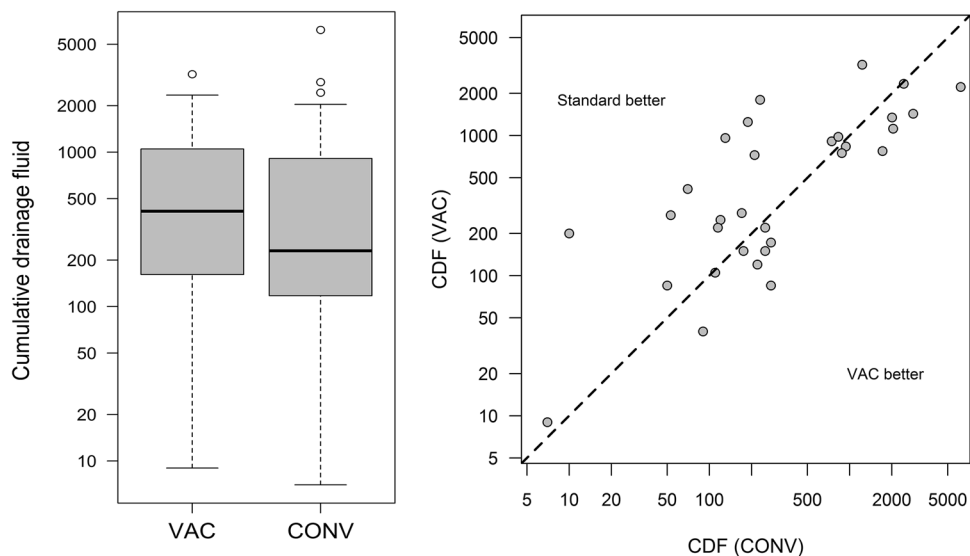 Cumulative drainage fluid
5000
2000
1000
500
200
100
50
20
10
VAC CONV
CDF (VAC)
5000
2000
1000
500
200
100
50
20
10
5
Standard better
VAC better
5 10 20 50 100 200 500 2000 5000
CDF (CONV)